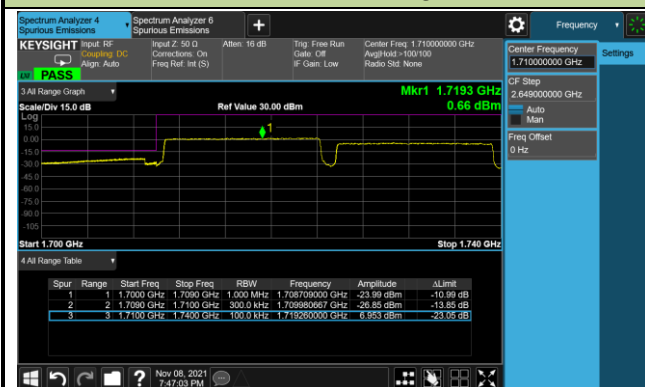 Spectrum Analyzer 4
Spurious Emissions
Spectrum Analyzer 6
Spurious Emissions
Frequency
KEYSIGHT
Input: RF
Coupling: DC
Align: Auto
Input Z: 50 Ω
Corrections: On
Freq Ref: Int (S)
Atten: 16 dB
Trig: Free Run
Gate: Off
IF Gain: Low
Center Freq: 1.710000000 GHz
Avg|Hold:>100/100
Radio Std: None
PASS
Center Frequency
1.710000000 GHz
Settings
CF Step
2.649000000 GHz
Auto
Man
Freq Offset
0 Hz
3 All Range Graph
Mkr1 1.7193 GHz
Scale/Div 15.0 dB
Ref Value 30.00 dBm
0.66 dBm
Log
15.0
0.00
-15.0
-30.0
-45.0
-60.0
-75.0
-90.0
-105
1
Start 1.700 GHz
Stop 1.740 GHz
4 All Range Table
Spur Range Start Freq Stop Freq RBW Frequency Amplitude ΔLimit
1 1 1.7000 GHz 1.7090 GHz 1.000 MHz 1.708709000 GHz -23.99 dBm -10.99 dB
2 2 1.7090 GHz 1.7100 GHz 300.0 kHz 1.709980667 GHz -26.85 dBm -13.85 dB
3 3 1.7100 GHz 1.7400 GHz 100.0 kHz 1.719260000 GHz 6.953 dBm -23.05 dB
Nov 08, 2021
7:47:03 PM